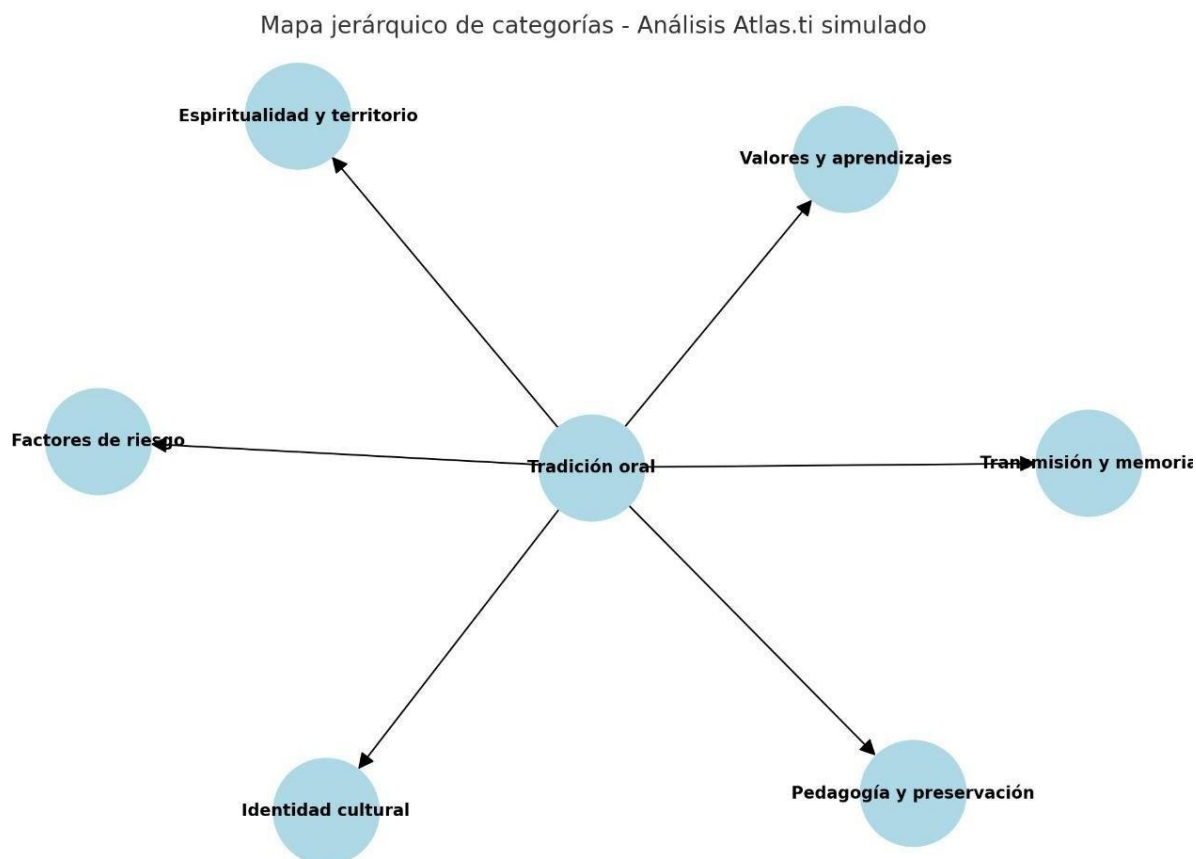 Mapa jerárquico de categorías - Análisis Atlas.ti simulado
Espiritualidad y territorio
Valores y aprendizajes
Factores de riesgo
Tradición oral
Transmisión y memoria
Identidad cultural
Pedagogía y preservación